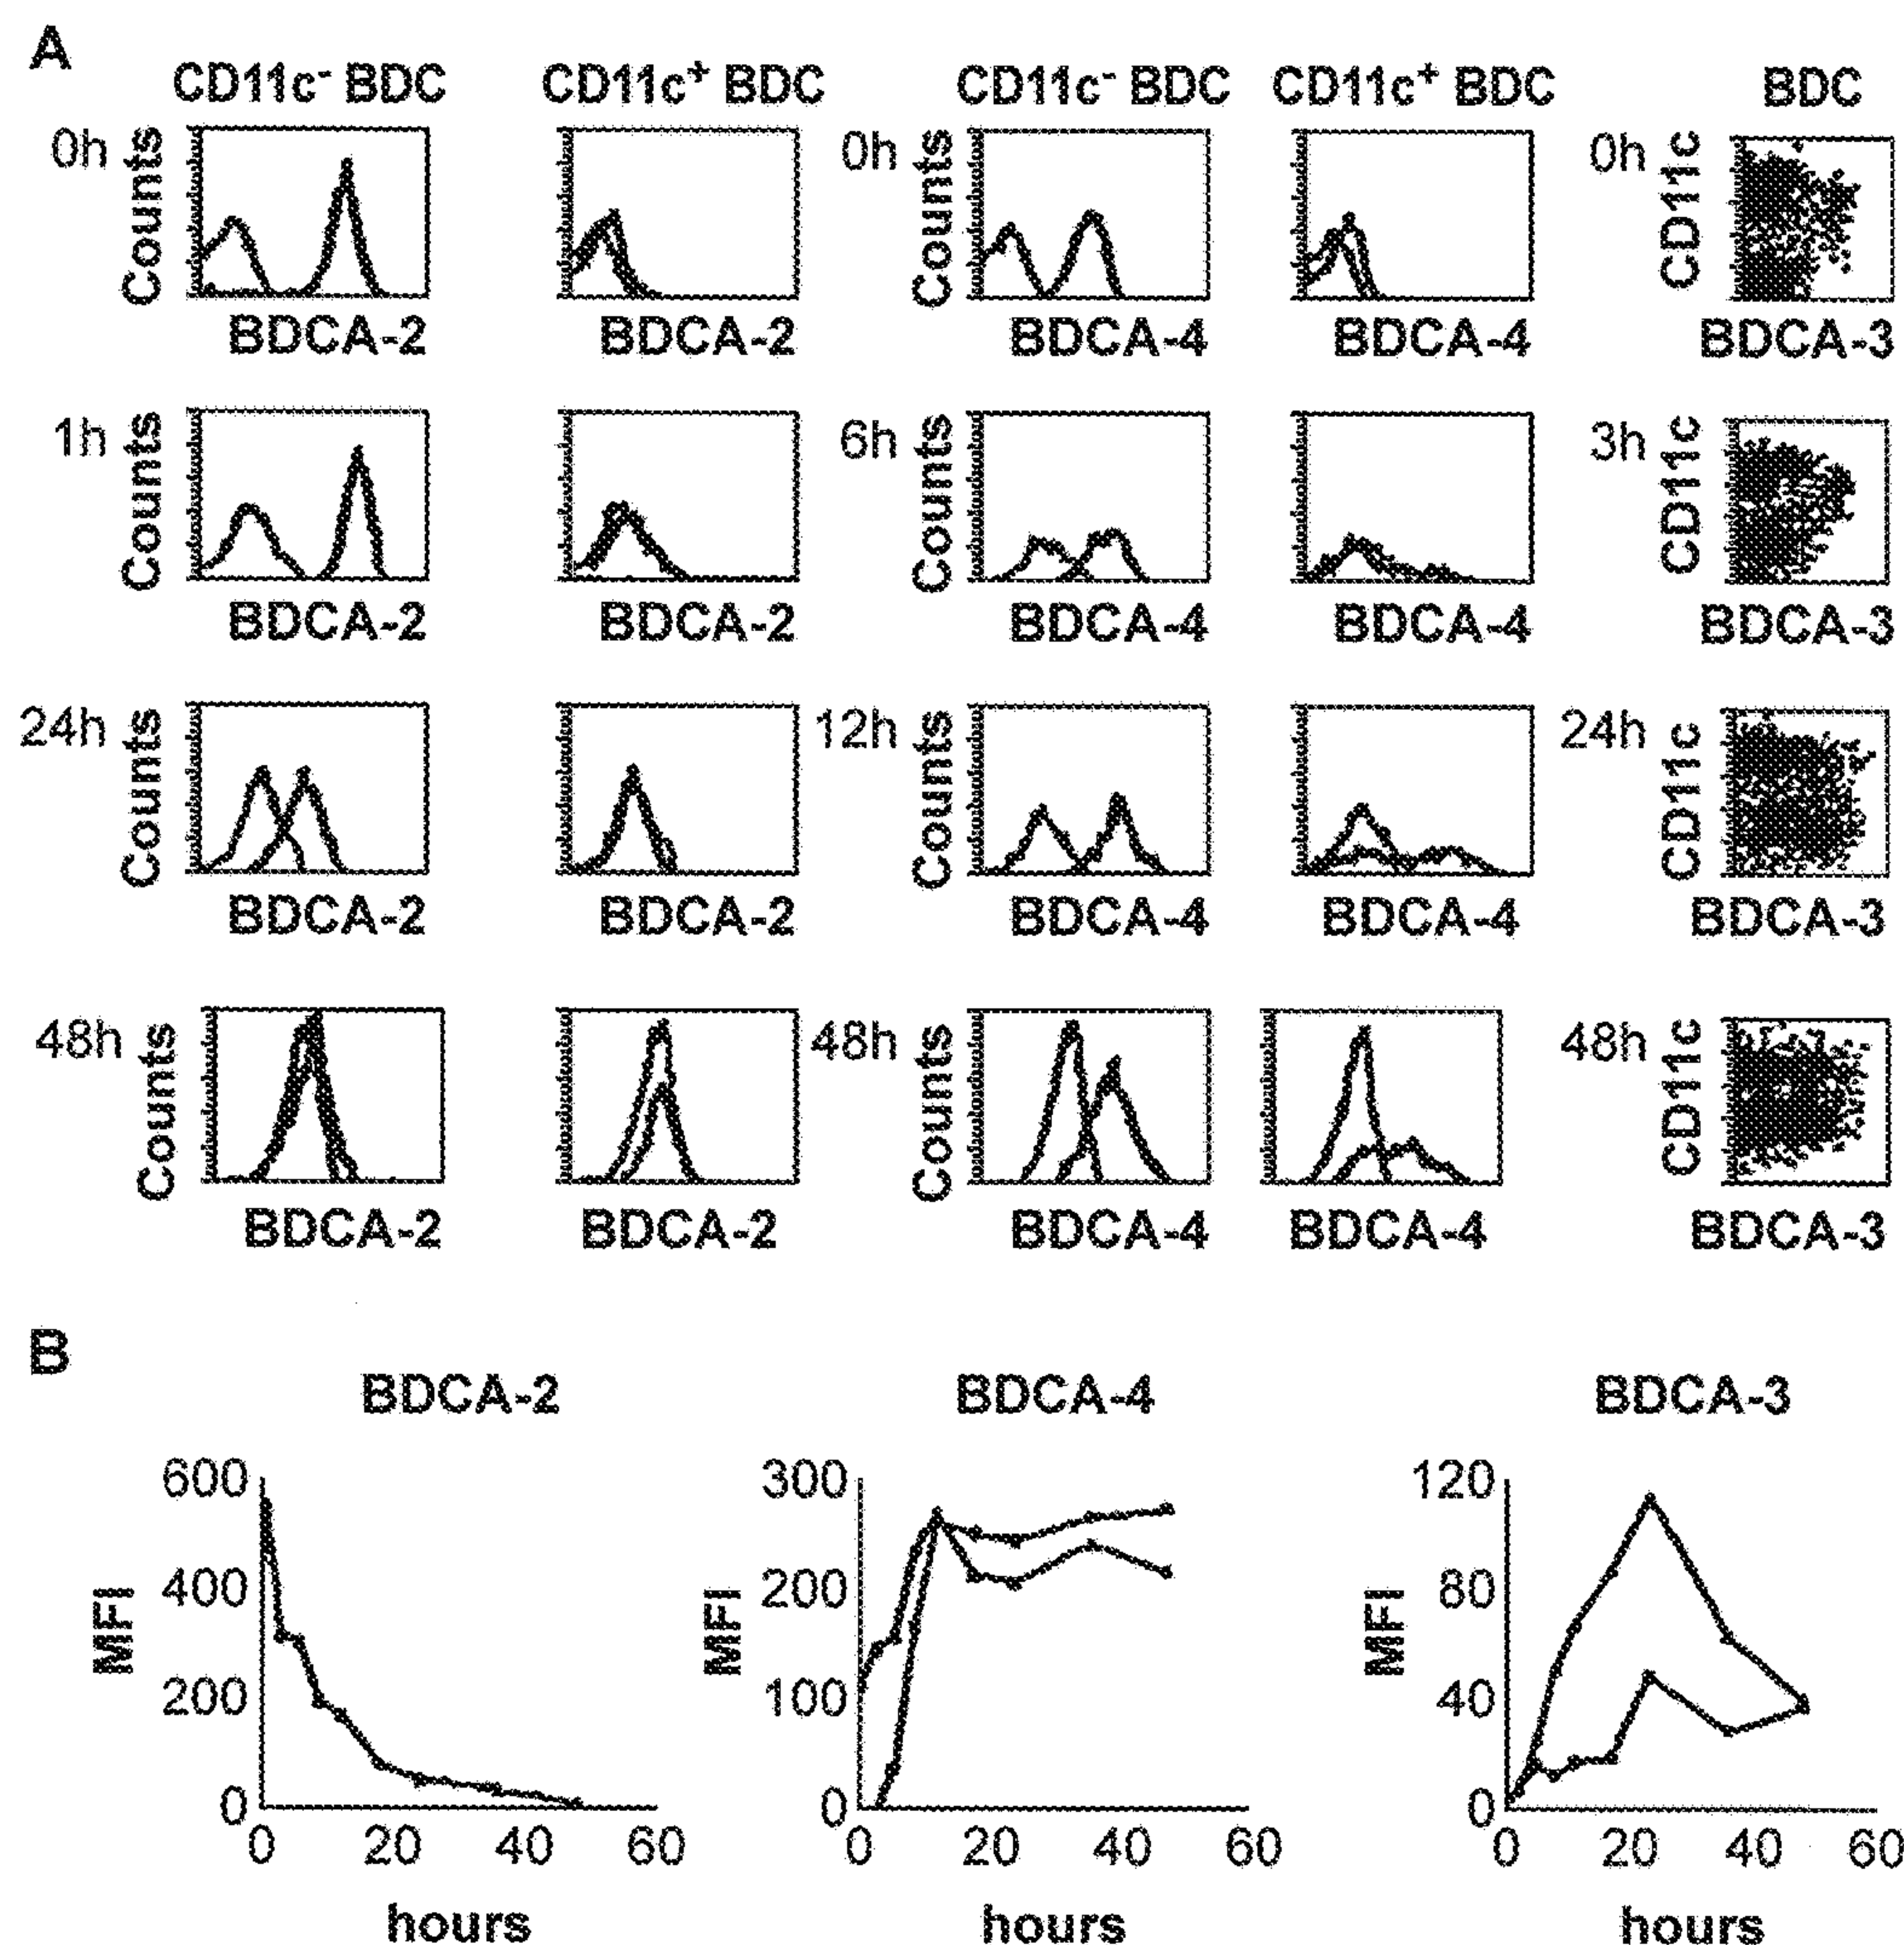 A
CD11c⁻ BDC CD11c⁺ BDC CD11c⁻ BDC CD11c⁺ BDC BDC
0h Counts 0h Counts 0h CD11c
BDCA-2 BDCA-2 BDCA-4 BDCA-4 BDCA-3
1h Counts 6h Counts 3h CD11c
BDCA-2 BDCA-2 BDCA-4 BDCA-4 BDCA-3
24h Counts 12h Counts 24h CD11c
BDCA-2 BDCA-2 BDCA-4 BDCA-4 BDCA-3
48h Counts 48h Counts 48h CD11c
BDCA-2 BDCA-2 BDCA-4 BDCA-4 BDCA-3
B
BDCA-2
MFI
600
400
200
0
0 20 40 60
hours
BDCA-4
MFI
300
200
100
0
0 20 40 60
hours
BDCA-3
MFI
120
80
40
0
0 20 40 60
hours